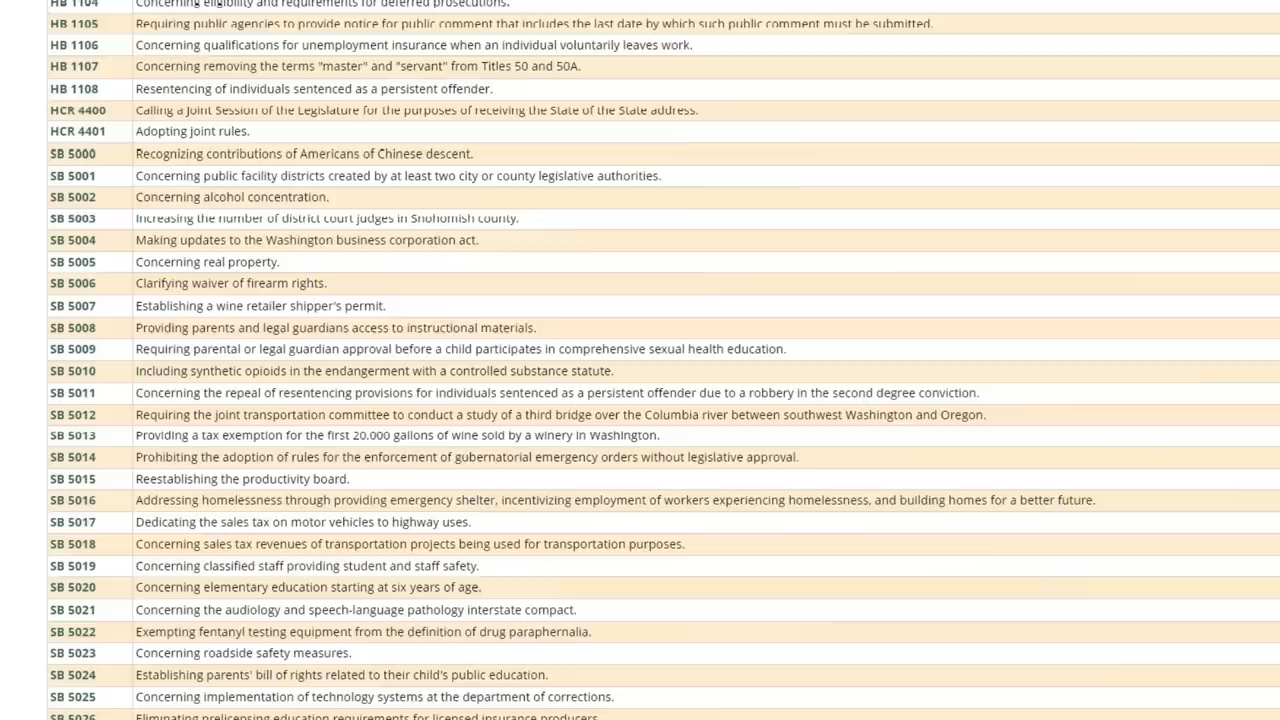 HB 1104 Concerning eligibility and requirements for deferred prosecutions.
HB 1105 Requiring public agencies to provide notice for public comment that includes the last date by which such public comment must be submitted.
HB 1106 Concerning qualifications for unemployment insurance when an individual voluntarily leaves work.
HB 1107 Concerning removing the terms "master" and "servant" from Titles 50 and 50A.
HB 1108 Resentencing of individuals sentenced as a persistent offender.
HCR 4400 Calling a Joint Session of the Legislature for the purposes of receiving the State of the State address.
HCR 4401 Adopting joint rules.
SB 5000 Recognizing contributions of Americans of Chinese descent.
SB 5001 Concerning public facility districts created by at least two city or county legislative authorities.
SB 5002 Concerning alcohol concentration.
SB 5003 Increasing the number of district court judges in Snohomish county.
SB 5004 Making updates to the Washington business corporation act.
SB 5005 Concerning real property.
SB 5006 Clarifying waiver of firearm rights.
SB 5007 Establishing a wine retailer shipper's permit.
SB 5008 Providing parents and legal guardians access to instructional materials.
SB 5009 Requiring parental or legal guardian approval before a child participates in comprehensive sexual health education.
SB 5010 Including synthetic opioids in the endangerment with a controlled substance statute.
SB 5011 Concerning the repeal of resentencing provisions for individuals sentenced as a persistent offender due to a robbery in the second degree conviction.
SB 5012 Requiring the joint transportation committee to conduct a study of a third bridge over the Columbia river between southwest Washington and Oregon.
SB 5013 Providing a tax exemption for the first 20,000 gallons of wine sold by a winery in Washington.
SB 5014 Prohibiting the adoption of rules for the enforcement of gubernatorial emergency orders without legislative approval.
SB 5015 Reestablishing the productivity board.
SB 5016 Addressing homelessness through providing emergency shelter, incentivizing employment of workers experiencing homelessness, and building homes for a better future.
SB 5017 Dedicating the sales tax on motor vehicles to highway uses.
SB 5018 Concerning sales tax revenues of transportation projects being used for transportation purposes.
SB 5019 Concerning classified staff providing student and staff safety.
SB 5020 Concerning elementary education starting at six years of age.
SB 5021 Concerning the audiology and speech-language pathology interstate compact.
SB 5022 Exempting fentanyl testing equipment from the definition of drug paraphernalia.
SB 5023 Concerning roadside safety measures.
SB 5024 Establishing parents' bill of rights related to their child's public education.
SB 5025 Concerning implementation of technology systems at the department of corrections.
SB 5026 Eliminating prelicensing education requirements for licensed insurance producers.